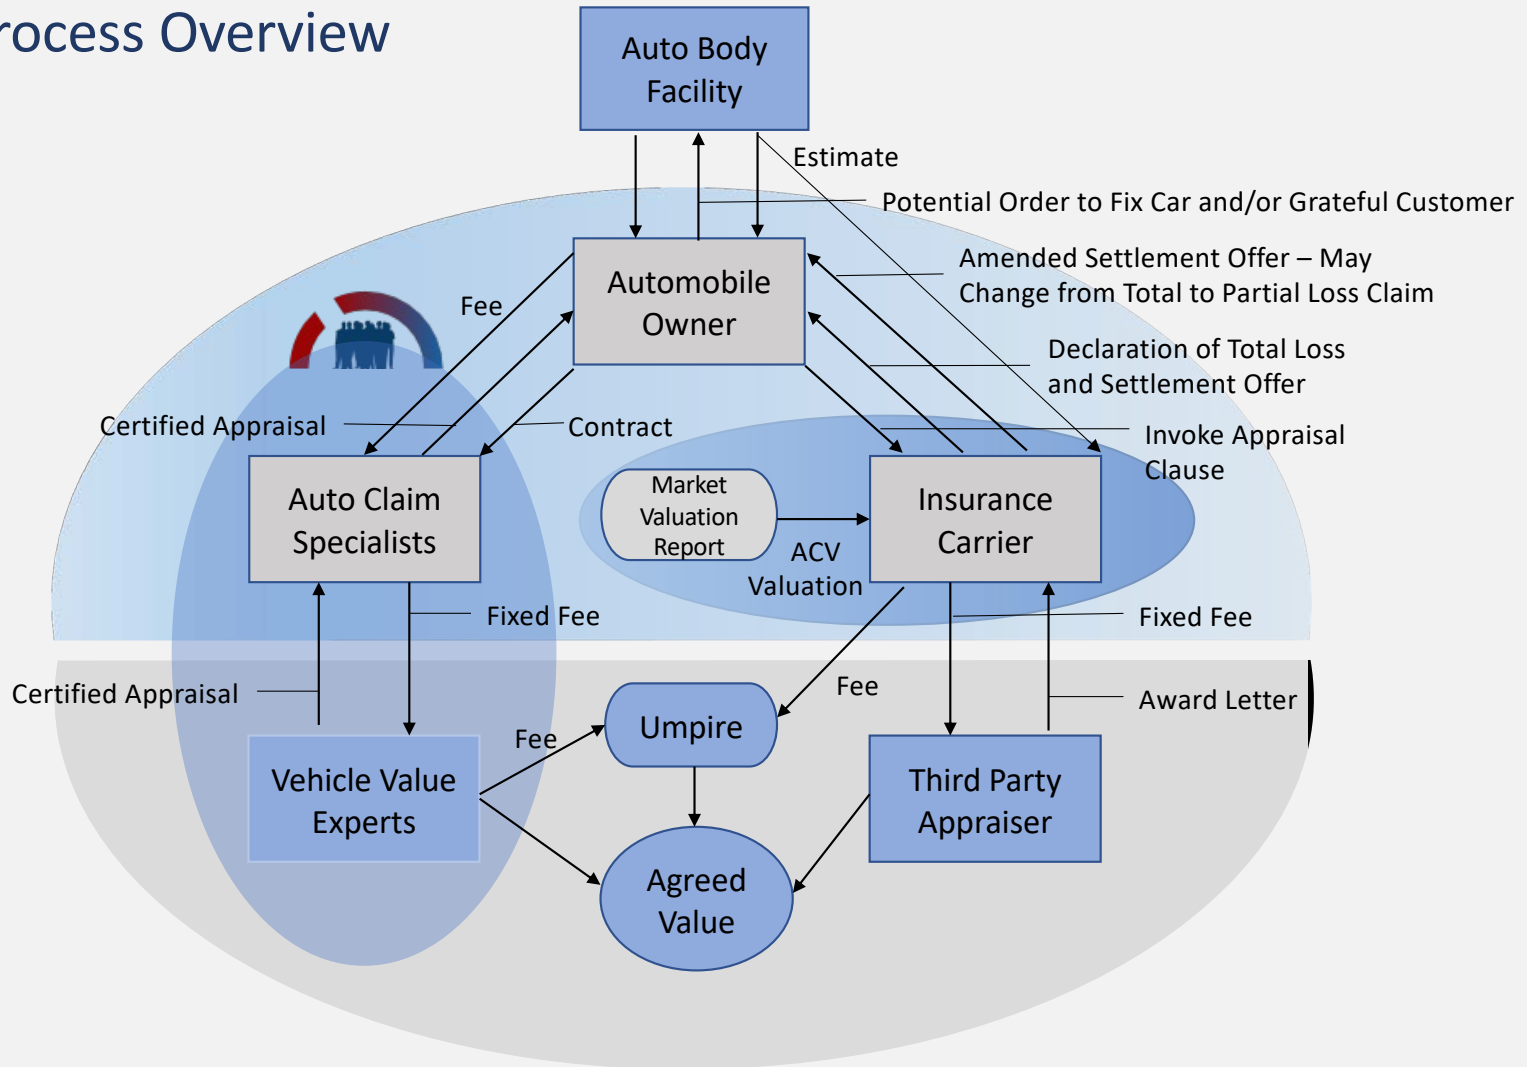 rocess Overview
Auto Body
Facility
Estimate
Potential Order to Fix Car and/or Grateful Customer
Amended Settlement Offer – May
Change from Total to Partial Loss Claim
Automobile
Owner
Fee
Declaration of Total Loss
and Settlement Offer
Certified Appraisal
Contract
Invoke Appraisal
Clause
Auto Claim
Specialists
Market
Valuation
Report
ACV
Valuation
Insurance
Carrier
Fixed Fee
Fixed Fee
Certified Appraisal
Fee
Award Letter
Fee
Umpire
Vehicle Value
Experts
Third Party
Appraiser
Agreed
Value